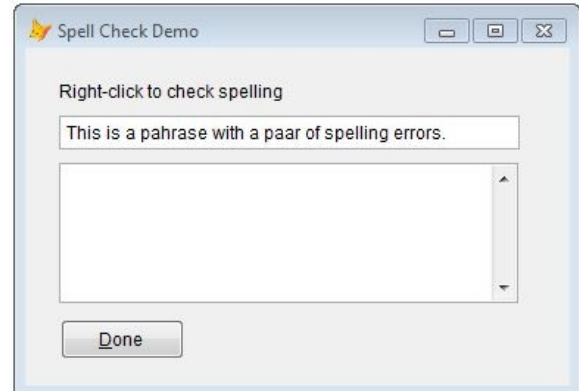 Spell Check Demo
Right-click to check spelling
This is a pahrase with a paar of spelling errors.
Done